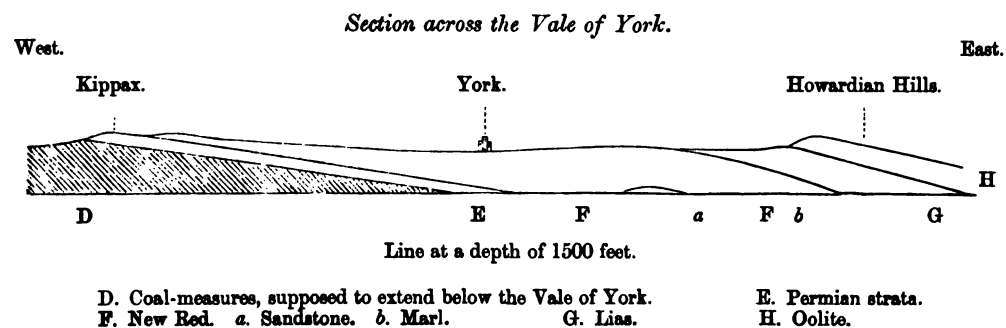 Section across the Vale of York.
West. East.
Kippax. York. Howardian Hills.
H
D E F a F b G
Line at a depth of 1500 feet.
D. Coal-measures, supposed to extend below the Vale of York. E. Permian strata.
F. New Red. a. Sandstone. b. Marl. G. Lias. H. Oolite.